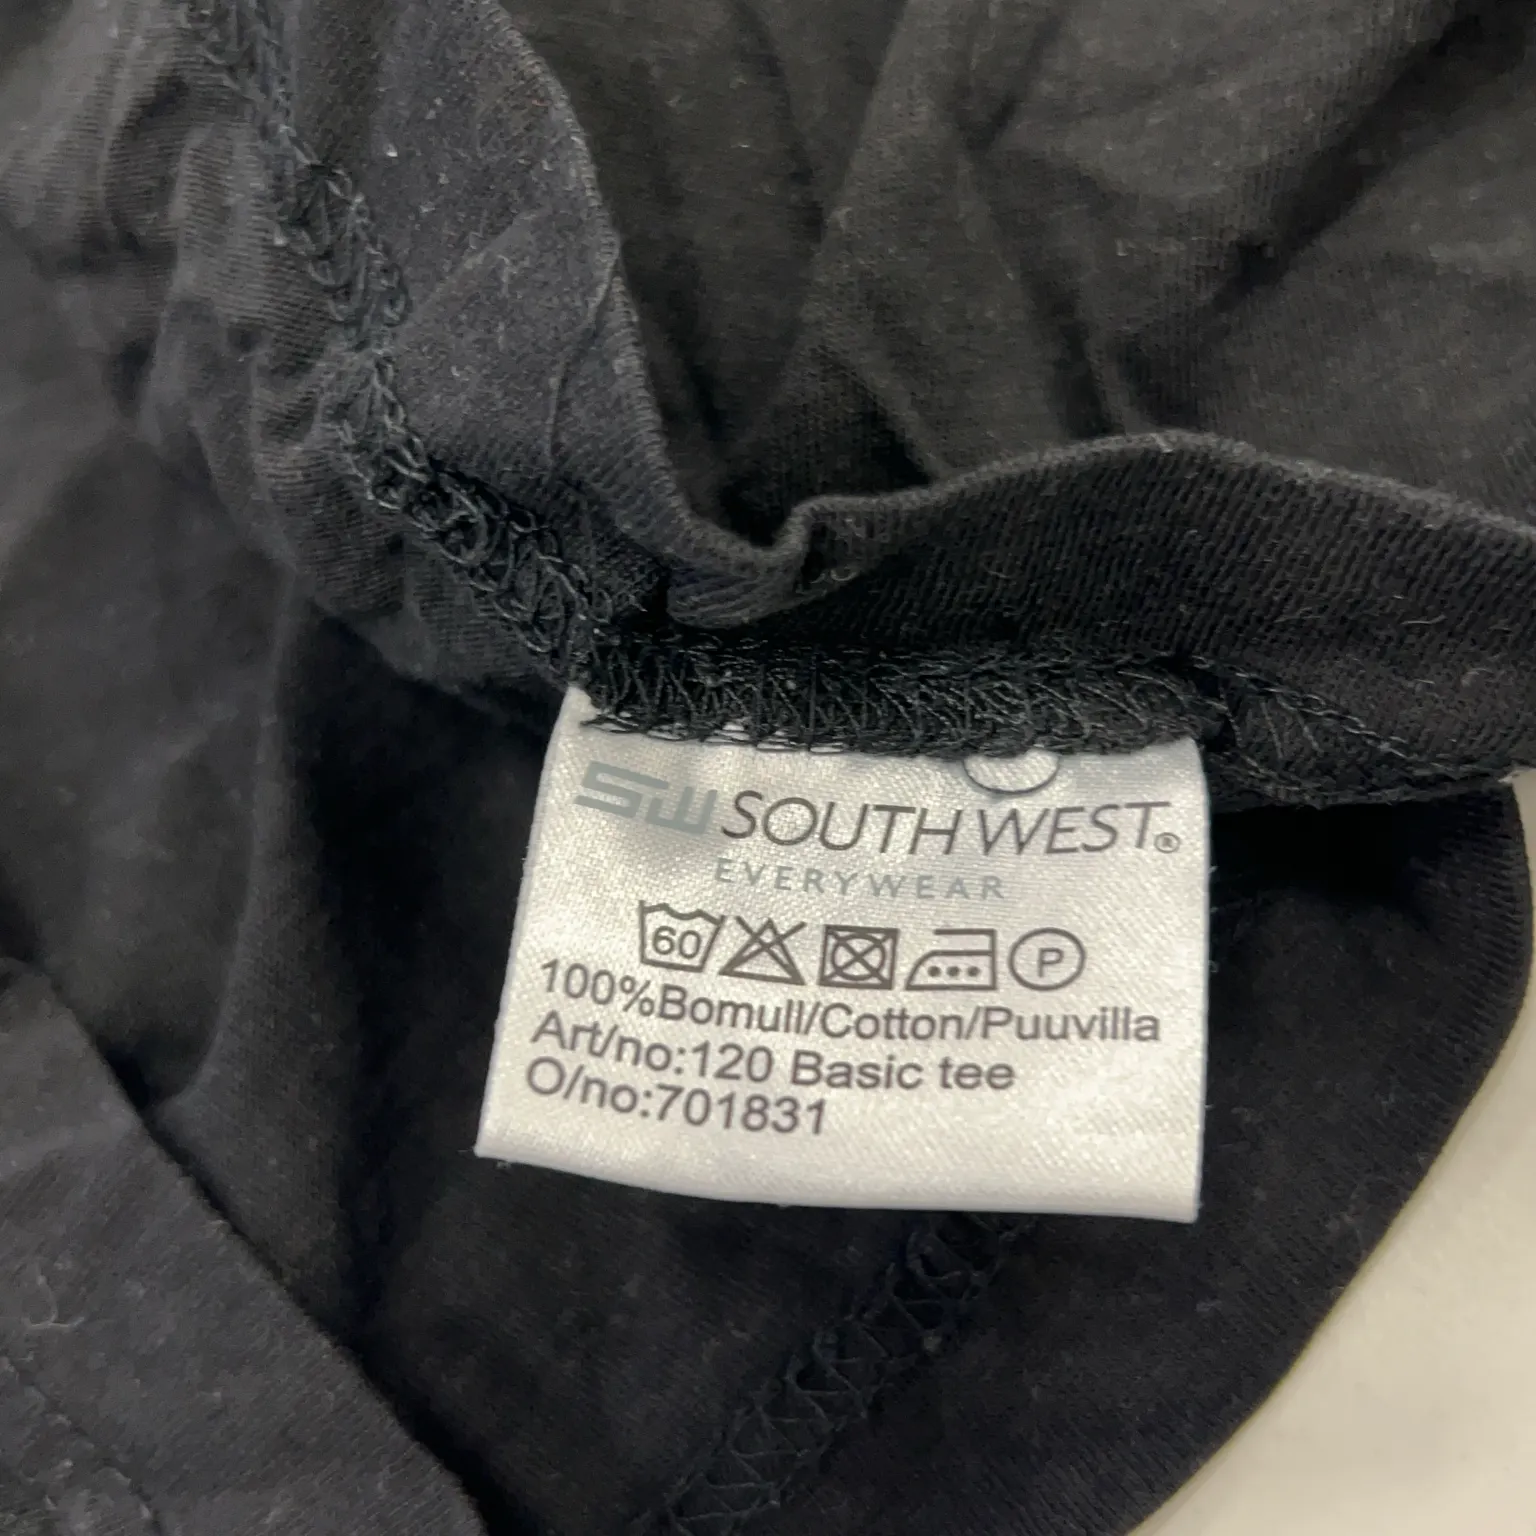 SW SOUTH WEST®
EVERYWEAR
60 P
100%Bomull/Cotton/Puuvilla
Art/no:120 Basic tee
O/no:701831